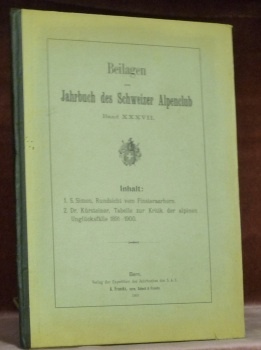 Beilagen
zum
Jahrbuch des Schweizer Alpenclub
Band XXXVII.
Inhalt:
1. S. Simon, Rundsicht vom Finsteraarhorn.
2. Dr Kürsteiner, Tabelle zur Kritik der alpinen
Unglücksfälle 1891-1900.
Bern.
Verlag der Expedition des Jahrbuches des S. A. C.